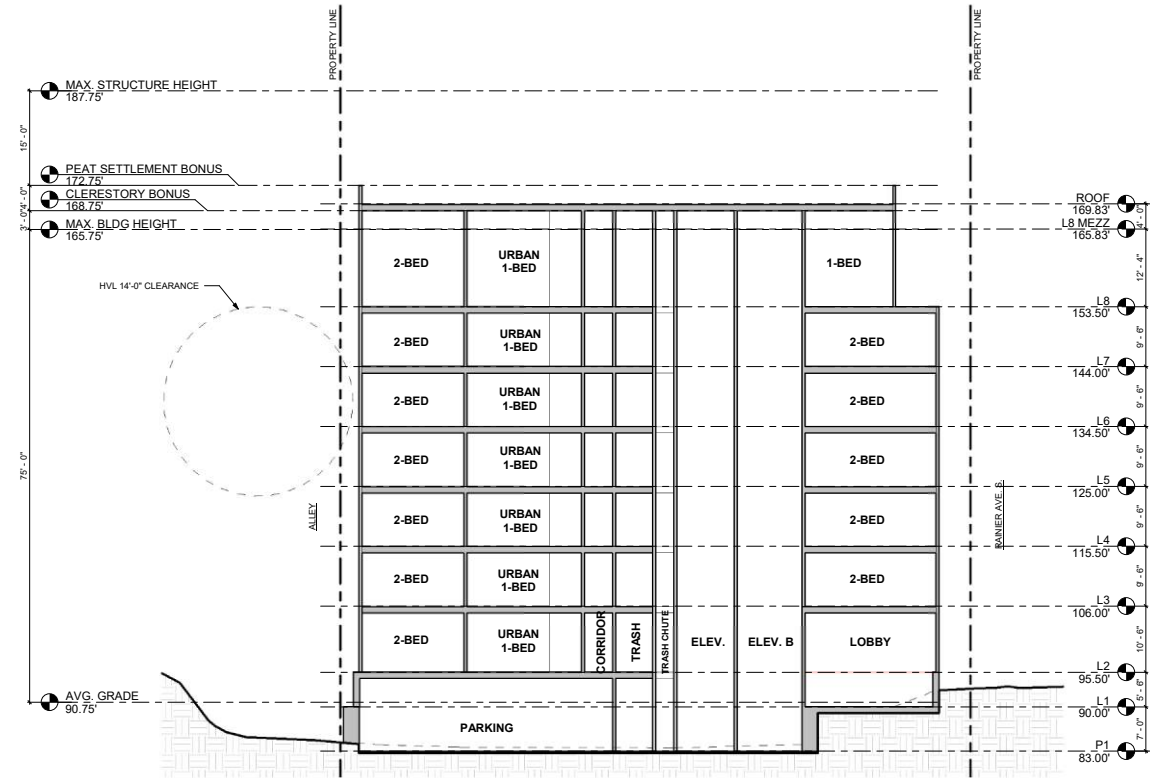 PROPERTY LINE
PROPERTY LINE
MAX. STRUCTURE HEIGHT
187.75'
15' - 0"
PEAT SETTLEMENT BONUS
172.75'
4' - 0"
CLERESTORY BONUS
168.75'
3' - 0"
MAX. BLDG HEIGHT
165.75'
ROOF
169.83'
4' - 0"
L8 MEZZ
165.83'
2-BED
URBAN
1-BED
1-BED
12' - 4"
HVL 14'-0" CLEARANCE
L8
153.50'
2-BED
URBAN
1-BED
2-BED
9' - 6"
L7
144.00'
2-BED
URBAN
1-BED
2-BED
9' - 6"
L6
134.50'
2-BED
URBAN
1-BED
2-BED
9' - 6"
75' - 0"
L5
125.00'
ALLEY
RAINIER AVE. S.
2-BED
URBAN
1-BED
2-BED
9' - 6"
L4
115.50'
2-BED
URBAN
1-BED
2-BED
9' - 6"
L3
106.00'
2-BED
URBAN
1-BED
CORRIDOR
TRASH
TRASH CHUTE
ELEV.
ELEV. B
LOBBY
10' - 6"
L2
95.50'
AVG. GRADE
90.75'
5' - 6"
L1
90.00'
PARKING
7' - 0"
P1
83.00'